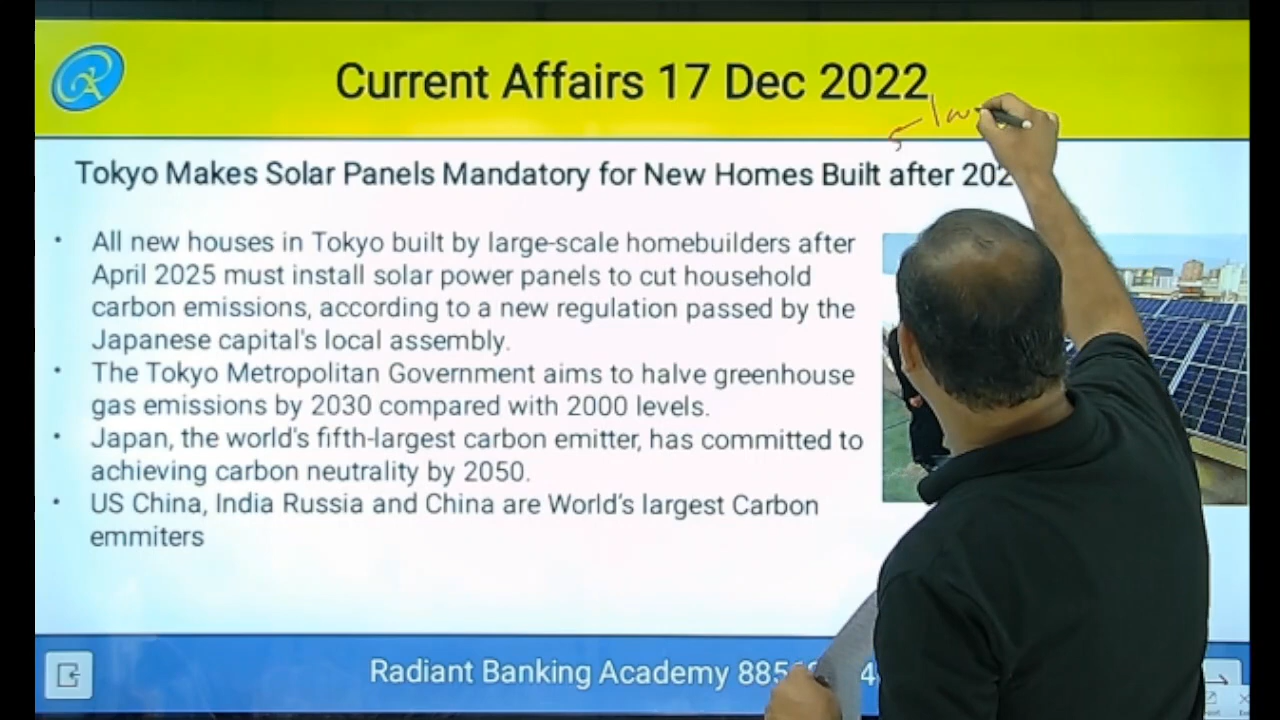 Current Affairs 17 Dec 2022
Tokyo Makes Solar Panels Mandatory for New Homes Built after 202
• All new houses in Tokyo built by large-scale homebuilders after
April 2025 must install solar power panels to cut household
carbon emissions, according to a new regulation passed by the
Japanese capital's local assembly.
• The Tokyo Metropolitan Government aims to halve greenhouse
gas emissions by 2030 compared with 2000 levels.
• Japan, the world's fifth-largest carbon emitter, has committed to
achieving carbon neutrality by 2050.
• US China, India Russia and China are World's largest Carbon
emmiters
Radiant Banking Academy 885